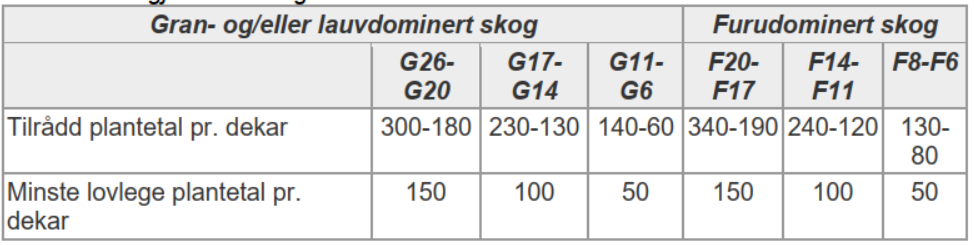 Gran- og/eller lauvdominert skog Furudominert skog
G26-G20 G17-G14 G11-G6 F20-F17 F14-F11 F8-F6
Tilrådd plantetal pr. dekar 300-180 230-130 140-60 340-190 240-120 130-80
Minste lovlege plantetal pr.
dekar 150 100 50 150 100 50